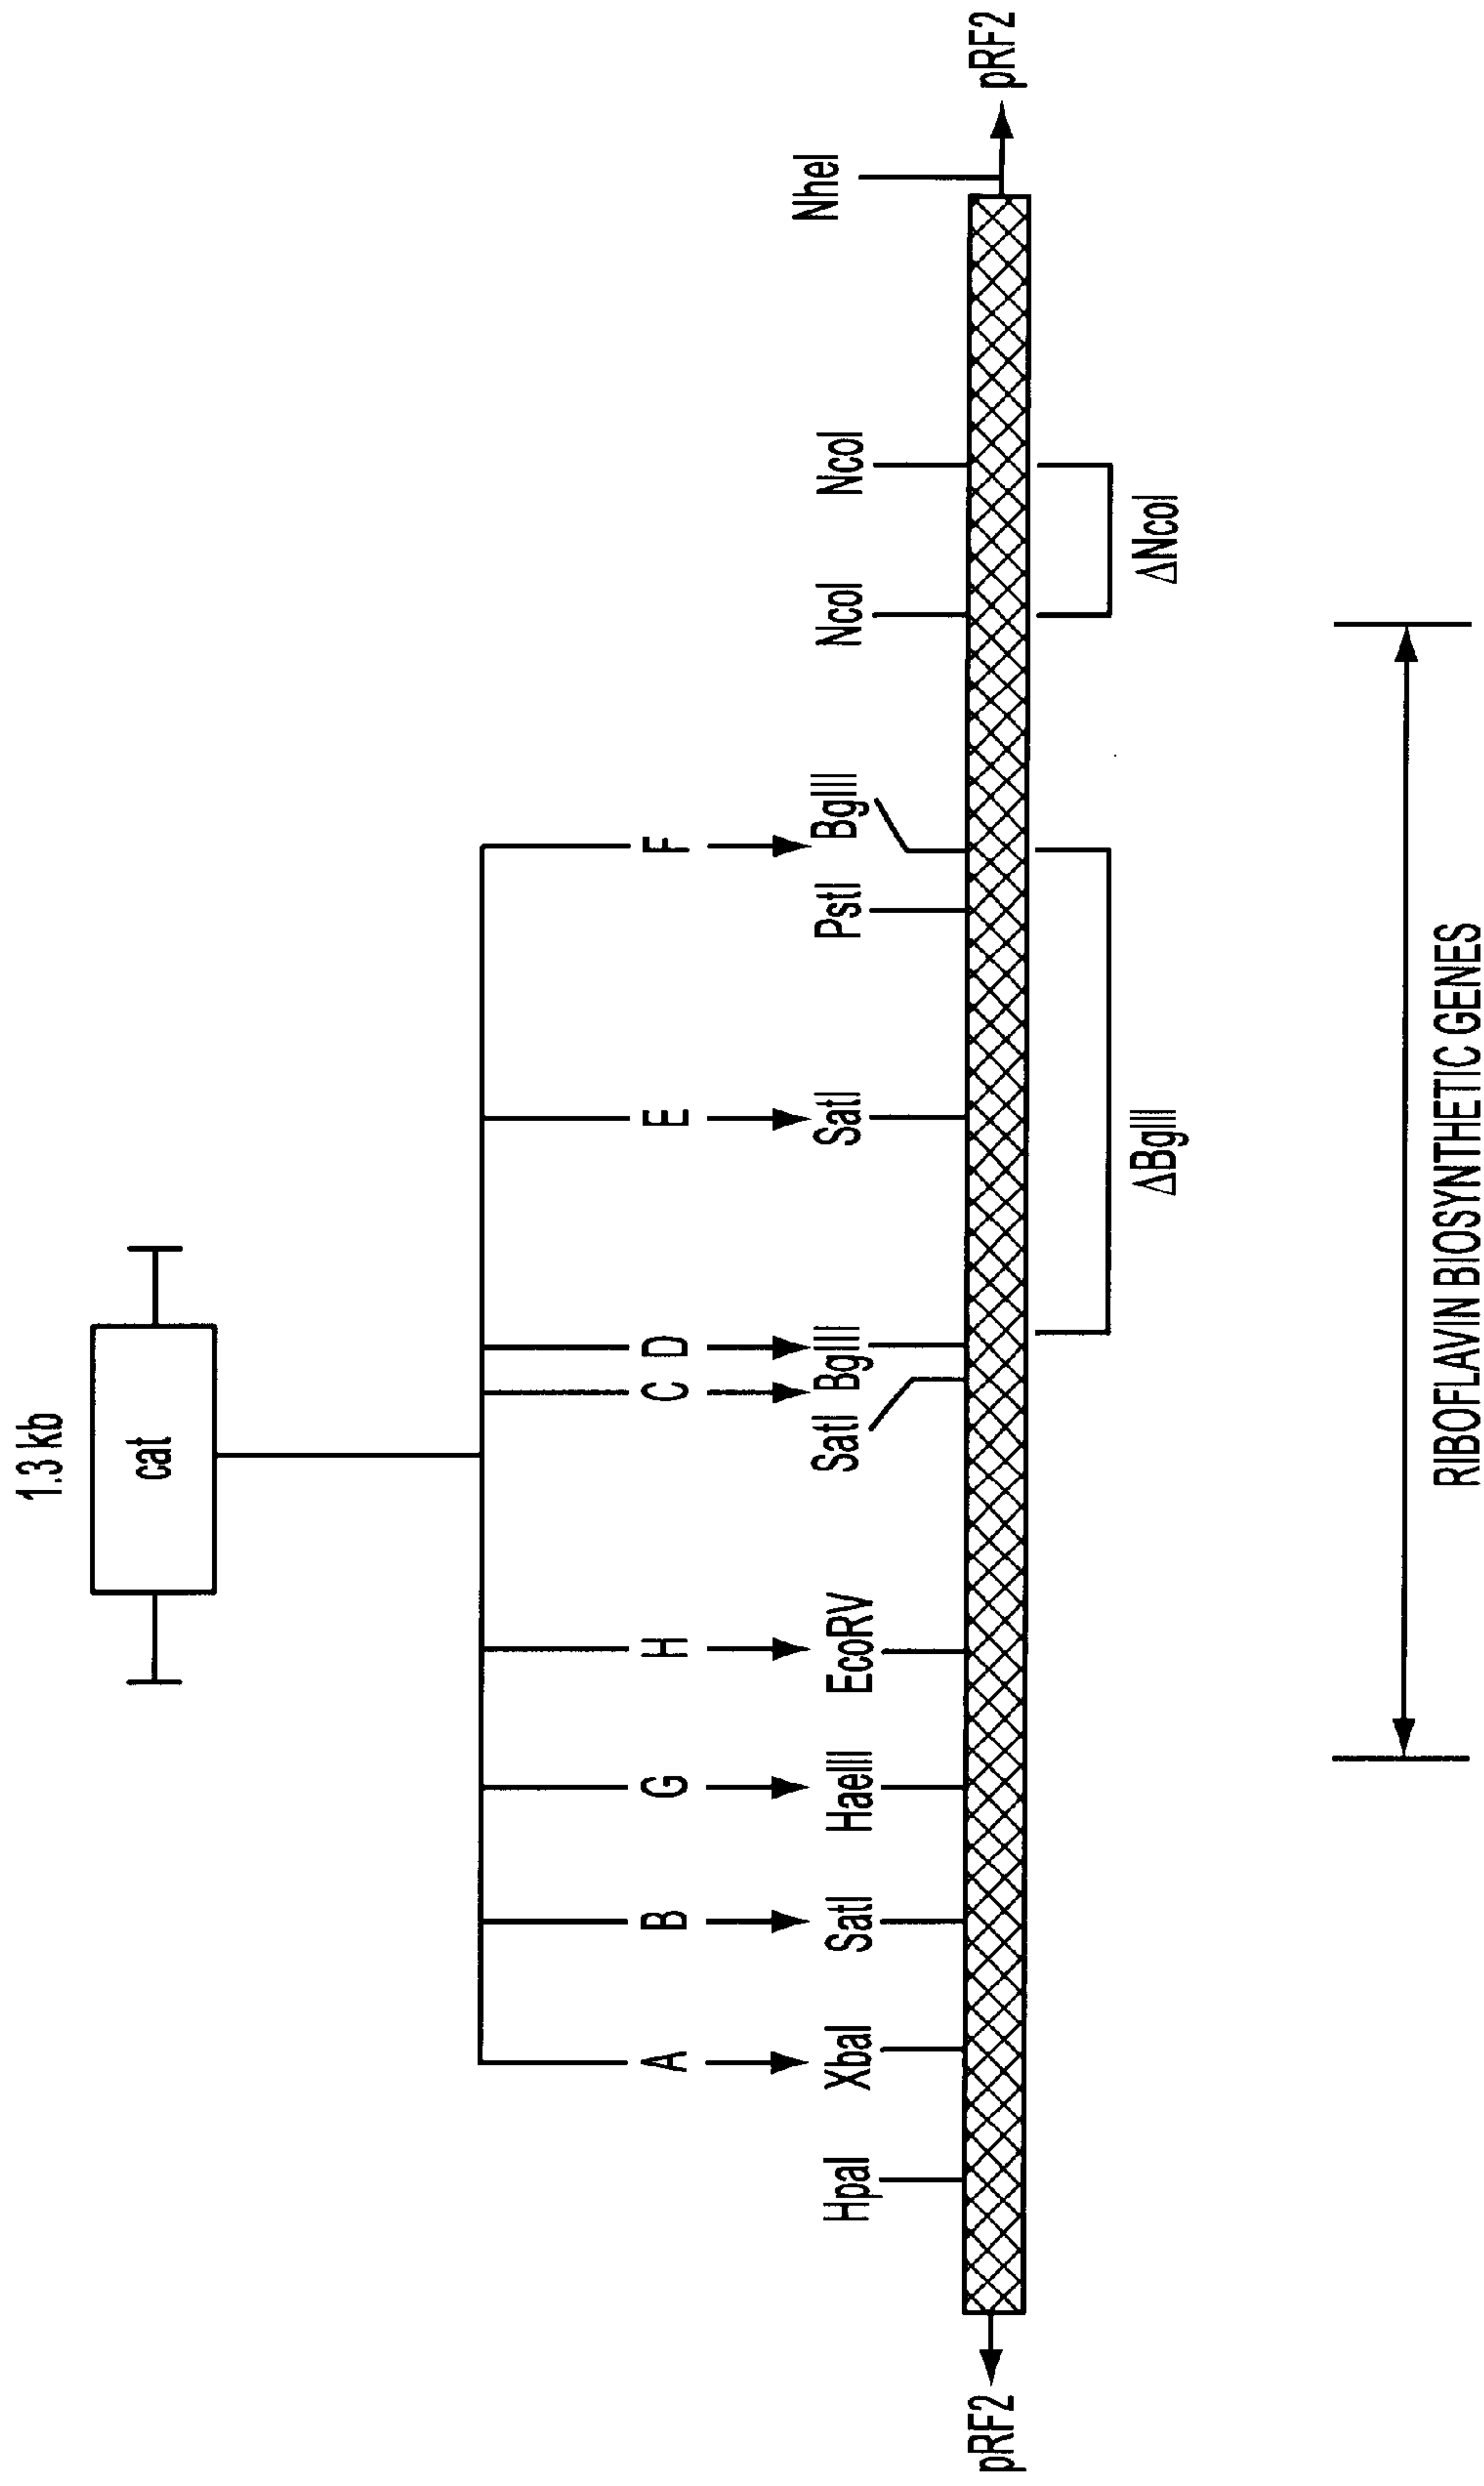 1.3 kb
cat
A
B
G
H
C
D
E
F
HpaI
XbaI
SatI
HaeIII
EcoRV
SatI
BglII
SatI
PstI
BglII
NcoI
NcoI
NheI
pRF2
pRF2
ΔBglII
ΔNcoI
RIBOFLAVIN BIOSYNTHETIC GENES